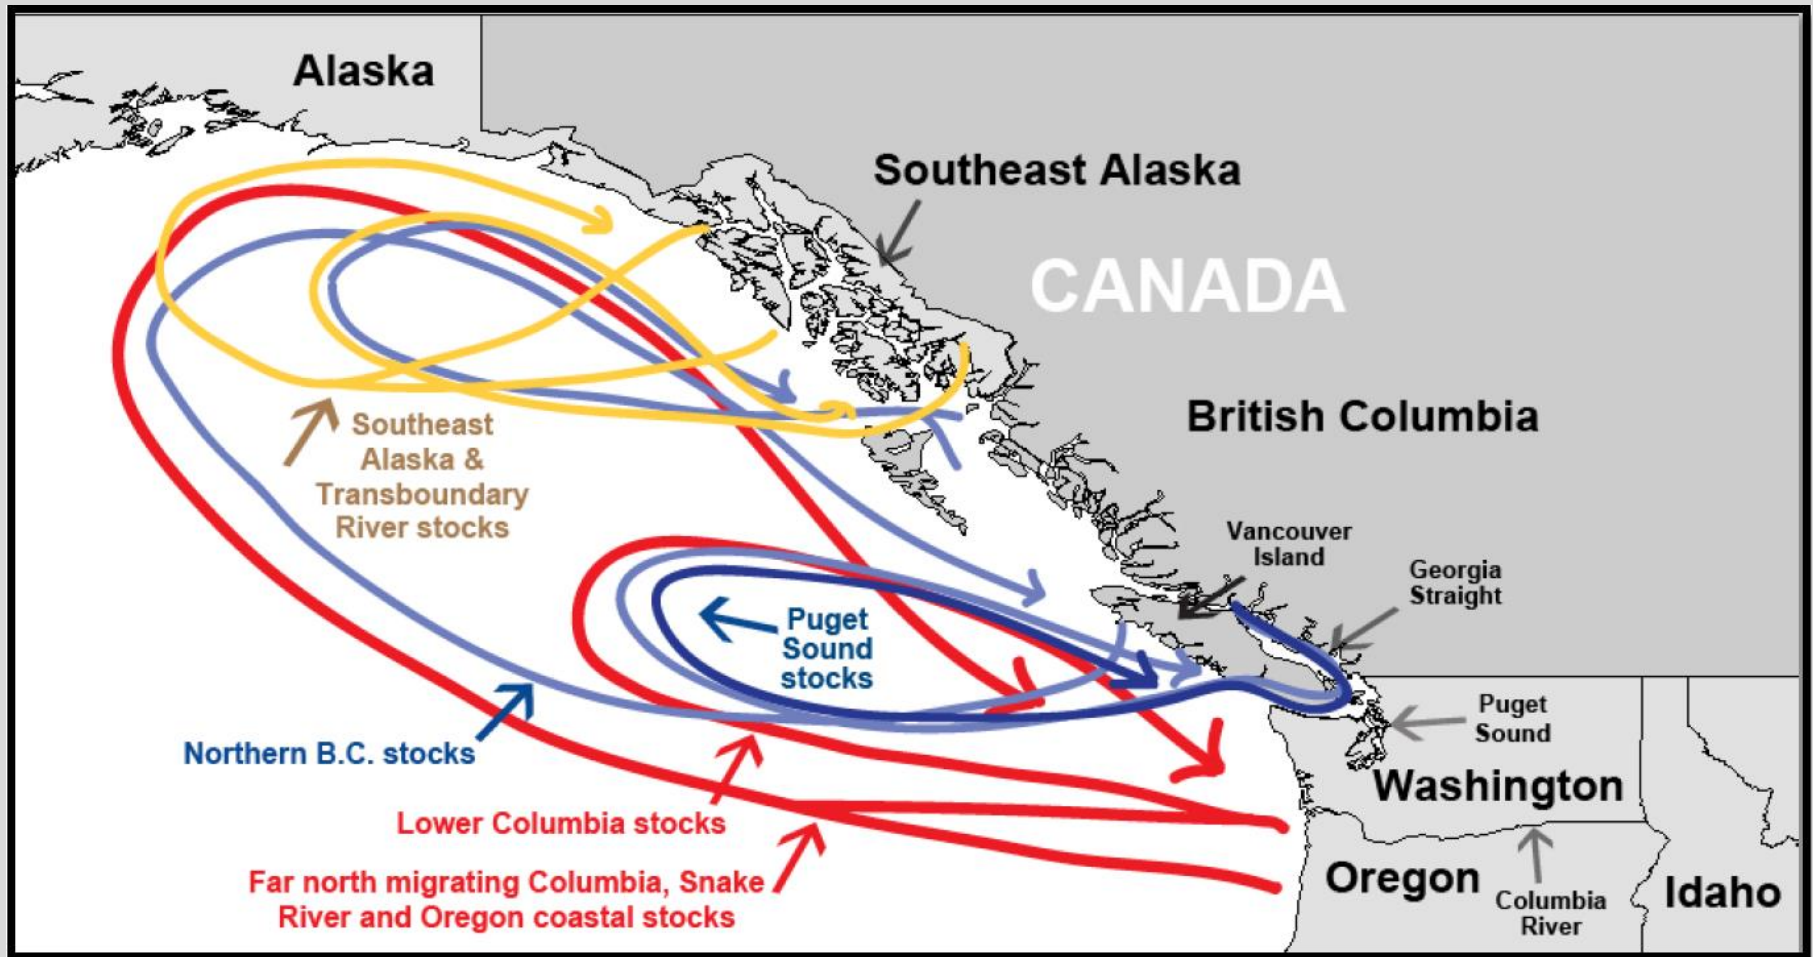 Alaska
Southeast Alaska
CANADA
British Columbia
Southeast
Alaska &
Transboundary
River stocks
Vancouver
Island
Georgia
Straight
Puget
Sound
stocks
Puget
Sound
Northern B.C. stocks
Washington
Lower Columbia stocks
Far north migrating Columbia, Snake
River and Oregon coastal stocks
Oregon
Columbia
River
Idaho